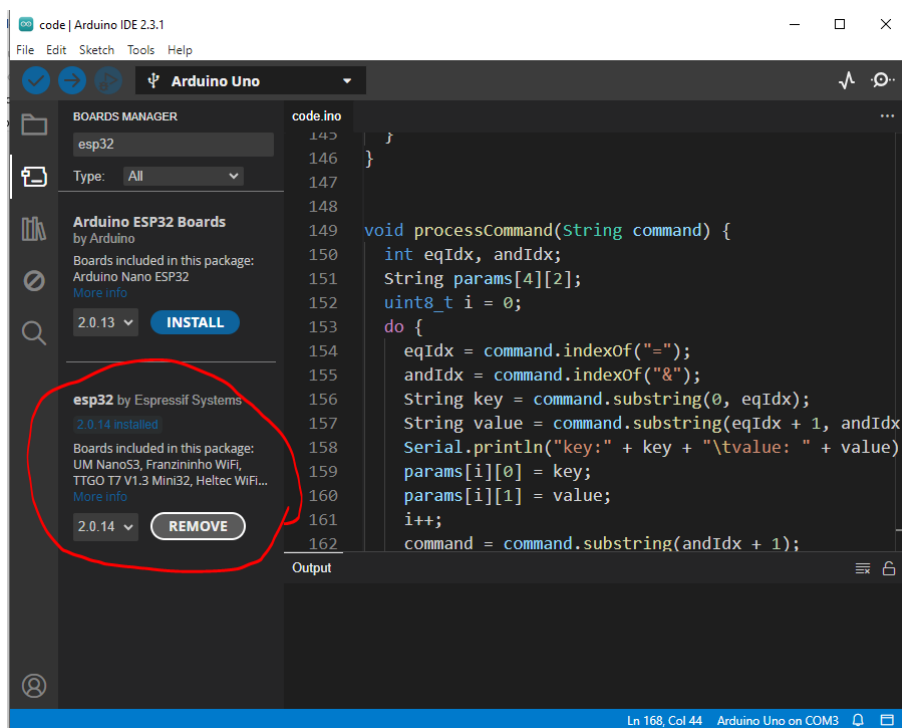 code | Arduino IDE 2.3.1
File Edit Sketch Tools Help
Arduino Uno
BOARDS MANAGER
esp32
Type: All
Arduino ESP32 Boards
by Arduino
Boards included in this package:
Arduino Nano ESP32
More info
2.0.13 INSTALL
esp32 by Espressif Systems
2.0.14 installed
Boards included in this package:
UM NanoS3, Franzininho WiFi,
TTGO T7 V1.3 Mini32, Heltec WiFi...
More info
2.0.14 REMOVE
code.ino
145 }
146 }
147
148
149 void processCommand(String command) {
150 int eqIdx, andIdx;
151 String params[4][2];
152 uint8_t i = 0;
153 do {
154 eqIdx = command.indexOf("=");
155 andIdx = command.indexOf("&");
156 String key = command.substring(0, eqIdx);
157 String value = command.substring(eqIdx + 1, andIdx
158 Serial.println("key:" + key + "\tvalue: " + value)
159 params[i][0] = key;
160 params[i][1] = value;
161 i++;
162 command = command.substring(andIdx + 1);
Output
Ln 168, Col 44 Arduino Uno on COM3